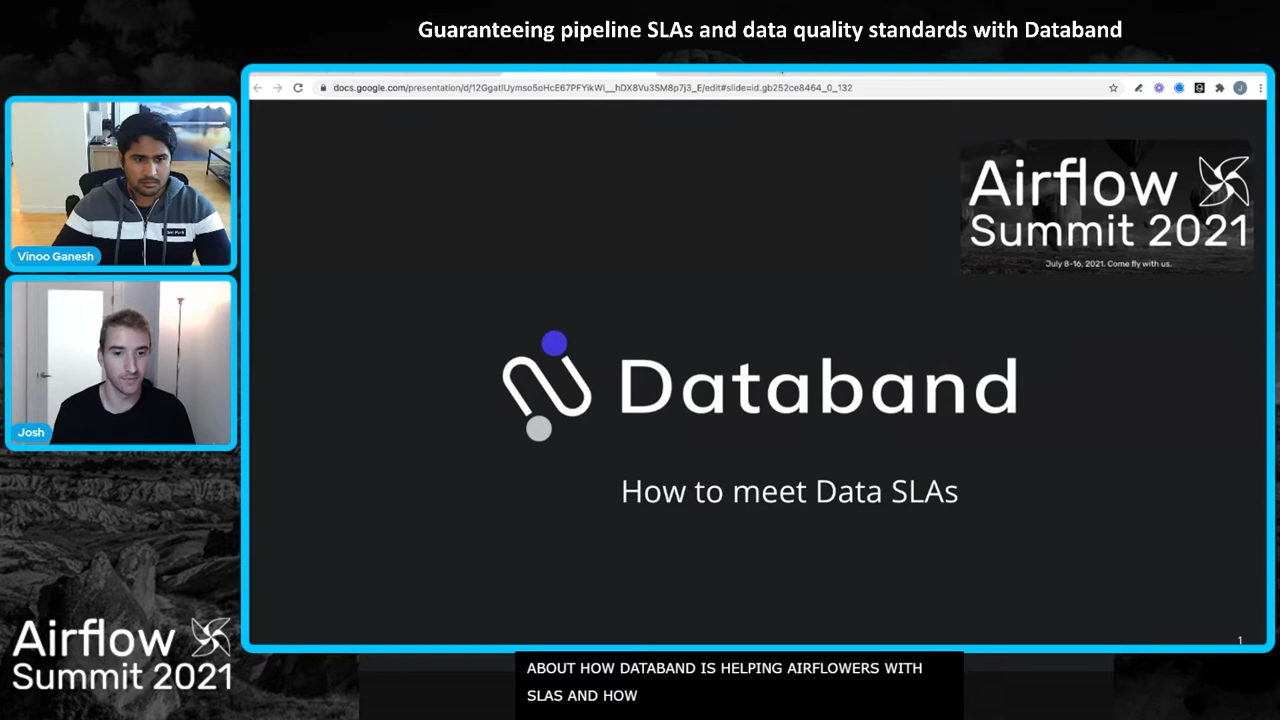 Guaranteeing pipeline SLAs and data quality standards with Databand
Vinoo Ganesh
Josh
Airflow
Summit 2021
July 8-16, 2021. Come fly with us.
Databand
How to meet Data SLAs
1
Airflow
Summit 2021
ABOUT HOW DATABAND IS HELPING AIRFLOWERS WITH
SLAS AND HOW